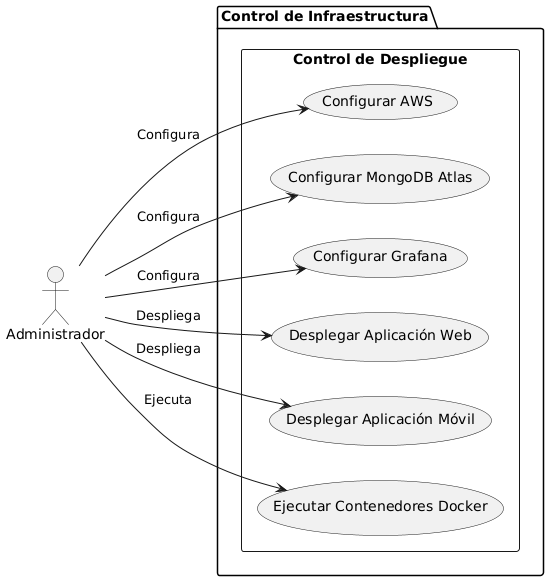 Control de Infraestructura
Control de Despliegue
Configurar AWS
Configura
Configurar MongoDB Atlas
Configura
Configurar Grafana
Configura
Administrador
Despliega
Desplegar Aplicación Web
Despliega
Desplegar Aplicación Móvil
Ejecuta
Ejecutar Contenedores Docker